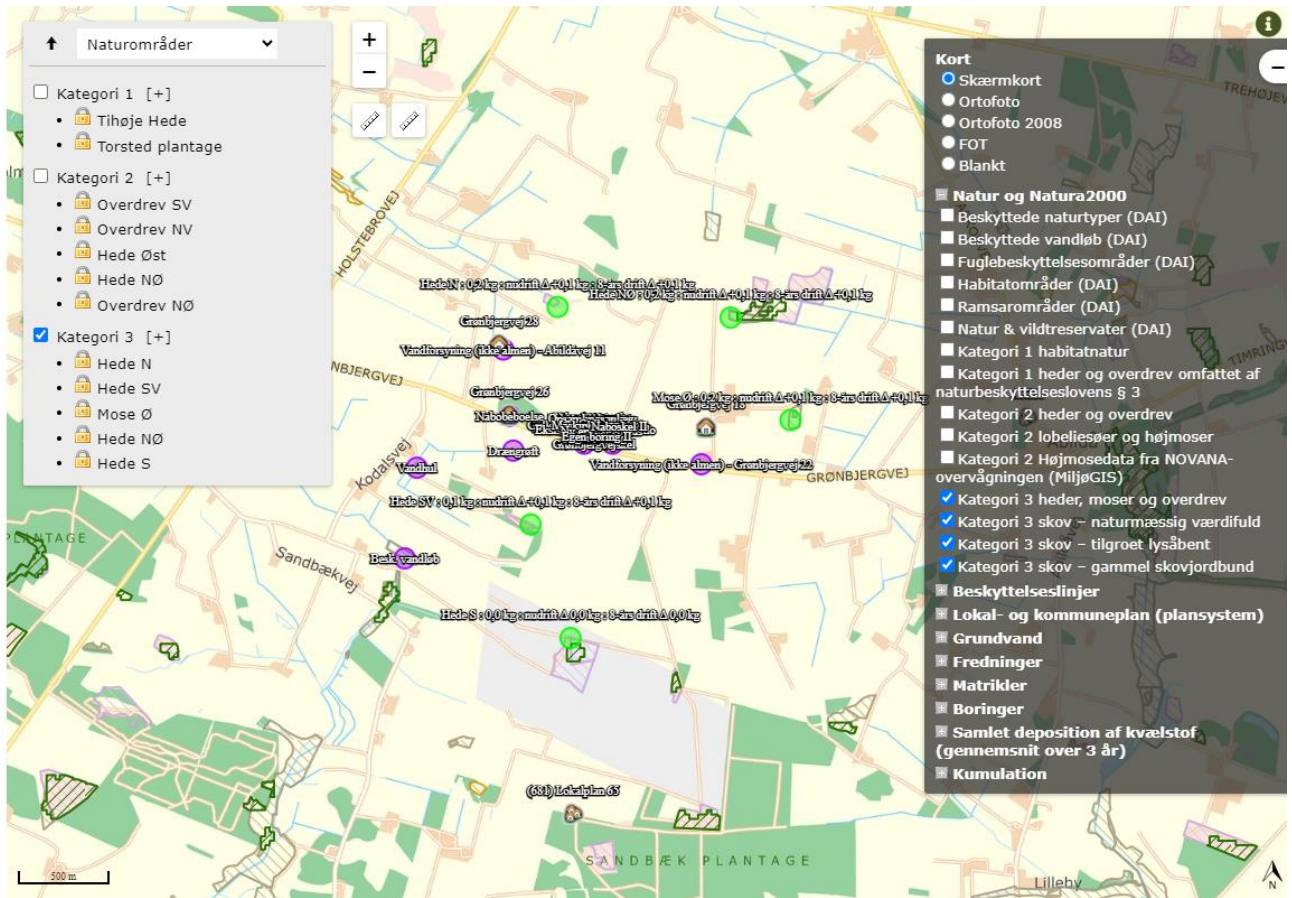 Naturområder
Kategori 1 [+]
Tihøje Hede
Torsted plantage
Kategori 2 [+]
Overdrev SV
Overdrev NV
Hede Øst
Hede NØ
Overdrev NØ
Kategori 3 [+]
Hede N
Hede SV
Mose Ø
Hede NØ
Hede S
+
−
HOLSTEBROVEJ
TREHØJEV
Hede N : 0,2 kg : nudrift Δ +0,1 kg : 8-års drift Δ +0,1 kg
Hede NØ : 0,2 kg : nudrift Δ +0,1 kg : 8-års drift Δ +0,1 kg
Grønbjergvej 28
Vandforsyning (ikke almen) - Abildåvej 11
NBJERGVEJ
Grønbjergvej 26
Mose Ø : 0,2 kg : nudrift Δ +0,1 kg : 8-års drift Δ +0,1 kg
Grønbjergvej 18
Nabobeboelse
Naboskel II
Egen boring II
Drængrøft
Vandhul
Kodalsvej
Vandforsyning (ikke almen) - Grønbjergvej 22
GRØNBJERGVEJ
Hede SV : 0,1 kg : nudrift Δ +0,1 kg : 8-års drift Δ +0,1 kg
PLANTAGE
Sandbækvej
Besk. vandløb
Hede S : 0,0 kg : nudrift Δ 0,0 kg : 8-års drift Δ 0,0 kg
(681) Lokalplan 65
SANDBÆK PLANTAGE
Lilleby
TIMRING
500 m
N
Kort
Skærmkort
Ortofoto
Ortofoto 2008
FOT
Blankt
Natur og Natura2000
Beskyttede naturtyper (DAI)
Beskyttede vandløb (DAI)
Fuglebeskyttelsesområder (DAI)
Habitatområder (DAI)
Ramsarområder (DAI)
Natur & vildtreservater (DAI)
Kategori 1 habitatnatur
Kategori 1 heder og overdrev omfattet af
naturbeskyttelseslovens § 3
Kategori 2 heder og overdrev
Kategori 2 lobeliesøer og højmoser
Kategori 2 Højmosedata fra NOVANA-
overvågningen (MiljøGIS)
Kategori 3 heder, moser og overdrev
Kategori 3 skov – naturmæssig værdifuld
Kategori 3 skov – tilgroet lysåbent
Kategori 3 skov – gammel skovjordbund
Beskyttelseslinjer
Lokal- og kommuneplan (plansystem)
Grundvand
Fredninger
Matrikler
Boringer
Samlet deposition af kvælstof
(gennemsnit over 3 år)
Kumulation